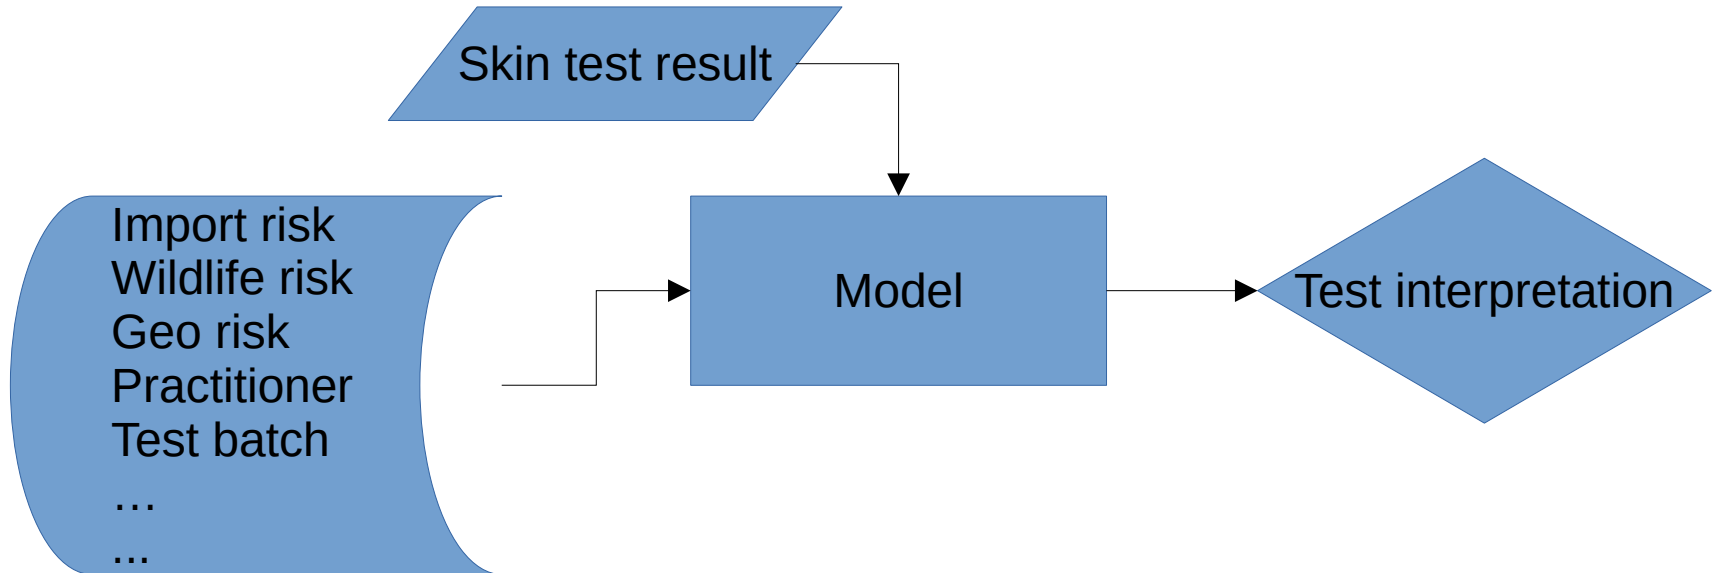 Skin test result
Import risk
Wildlife risk
Geo risk
Practitioner
Test batch
…
...
Model
Test interpretation